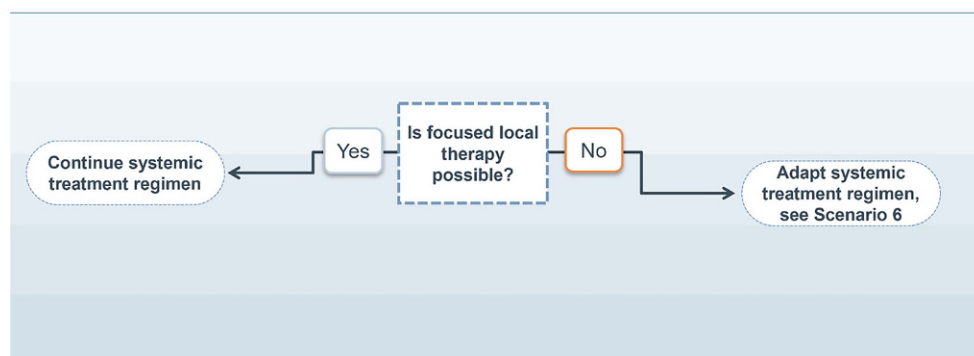 Is focused local
therapy
possible?
Yes
No
Continue systemic
treatment regimen
Adapt systemic
treatment regimen,
see Scenario 6